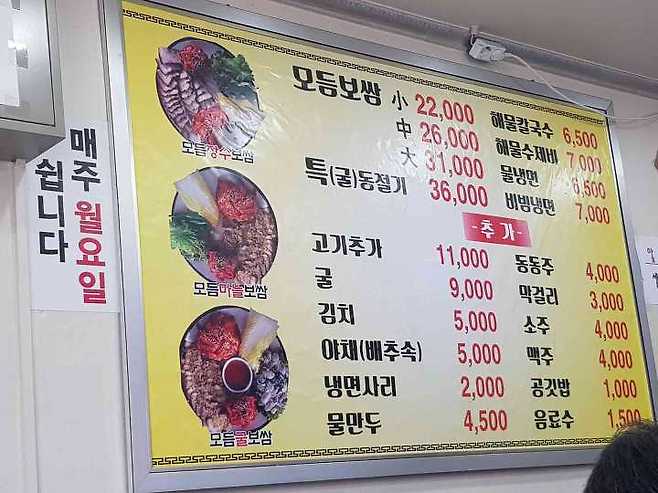 매주 월요일
쉽니다
모듬장수보쌈
모듬마늘보쌈
모듬굴보쌈
모듬보쌈 小 22,000
中 26,000
大 31,000
특(굴)동절기 36,000
해물칼국수 6,500
해물수제비 7,000
물냉면 6,500
비빔냉면 7,000
-추가-
고기추가 11,000
굴 9,000
김치 5,000
야채(배추속) 5,000
냉면사리 2,000
물만두 4,500
동동주 4,000
막걸리 3,000
소주 4,000
맥주 4,000
공깃밥 1,000
음료수 1,500